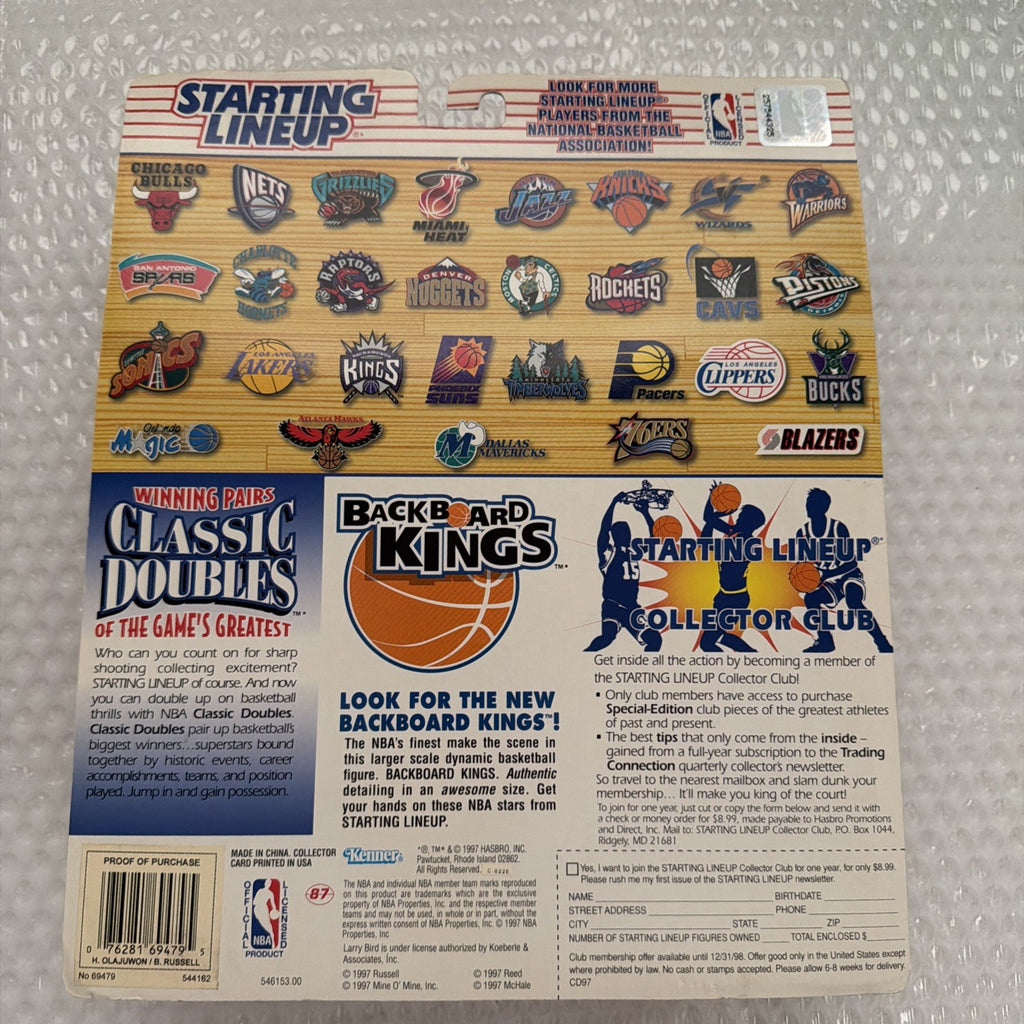 STARTING
LINEUP®
LOOK FOR MORE
STARTING LINEUP®
PLAYERS FROM THE
NATIONAL BASKETBALL
ASSOCIATION!
OFFICIAL
LICENSED
NBA
PRODUCT
CHICAGO
BULLS
NETS
GRIZZLIES
MIAMI
HEAT
JAZZ
KNICKS
WIZARDS
WARRIORS
SAN ANTONIO
SPURS
CHARLOTTE
HORNETS
RAPTORS
DENVER
NUGGETS
BOSTON
CELTICS
ROCKETS
CAVS
PISTONS
DETROIT
SONICS
LOS ANGELES
LAKERS
SACRAMENTO
KINGS
PHOENIX
SUNS
MINNESOTA
TIMBERWOLVES
Pacers
LOS ANGELES
CLIPPERS
BUCKS
Orlando
Magic
ATLANTA HAWKS
M
DALLAS
MAVERICKS
76ERS
BLAZERS
WINNING PAIRS
CLASSIC
DOUBLES™
OF THE GAME'S GREATEST
Who can you count on for sharp
shooting collecting excitement?
STARTING LINEUP of course. And now
you can double up on basketball
thrills with NBA Classic Doubles.
Classic Doubles pair up basketball's
biggest winners...superstars bound
together by historic events, career
accomplishments, teams, and position
played. Jump in and gain possession.
BACKBOARD
KINGS™
LOOK FOR THE NEW
BACKBOARD KINGS™!
The NBA's finest make the scene in
this larger scale dynamic basketball
figure. BACKBOARD KINGS. Authentic
detailing in an awesome size. Get
your hands on these NBA stars from
STARTING LINEUP.
15
22
STARTING LINEUP®
COLLECTOR CLUB
Get inside all the action by becoming a member of
the STARTING LINEUP Collector Club!
▪ Only club members have access to purchase
Special-Edition club pieces of the greatest athletes
of past and present.
▪ The best tips that only come from the inside –
gained from a full-year subscription to the Trading
Connection quarterly collector's newsletter.
So travel to the nearest mailbox and slam dunk your
membership... It'll make you king of the court!
To join for one year, just cut or copy the form below and send it with
a check or money order for $8.99, made payable to Hasbro Promotions
and Direct, Inc. Mail to: STARTING LINEUP Collector Club, P.O. Box 1044,
Ridgely, MD 21681
PROOF OF PURCHASE
0 76281 69479 5
H. OLAJUWON / B. RUSSELL
No 69479
544162
MADE IN CHINA. COLLECTOR
CARD PRINTED IN USA
OFFICIAL
LICENSED
NBA
PRODUCT
87
546153.00
Kenner®
®, ™ & © 1997 HASBRO, INC.
Pawtucket, Rhode Island 02862.
All Rights Reserved. C-022E
The NBA and individual NBA member team marks reproduced
on this product are trademarks which are the exclusive
property of NBA Properties, Inc. and the respective member
teams and may not be used, in whole or in part, without the
express written consent of NBA Properties, Inc. © 1997 NBA
Properties, Inc
Larry Bird is under license authorized by Koeberle &
Associates, Inc.
© 1997 Russell
© 1997 Reed
© 1997 Mine O' Mine, Inc.
© 1997 McHale
Yes, I want to join the STARTING LINEUP Collector Club for one year, for only $8.99.
Please rush me my first issue of the STARTING LINEUP newsletter.
NAME BIRTHDATE
STREET ADDRESS PHONE
CITY STATE ZIP
NUMBER OF STARTING LINEUP FIGURES OWNED TOTAL ENCLOSED $
Club membership offer available until 12/31/98. Offer good only in the United States except
where prohibited by law. No cash or stamps accepted. Please allow 6-8 weeks for delivery.
CD97